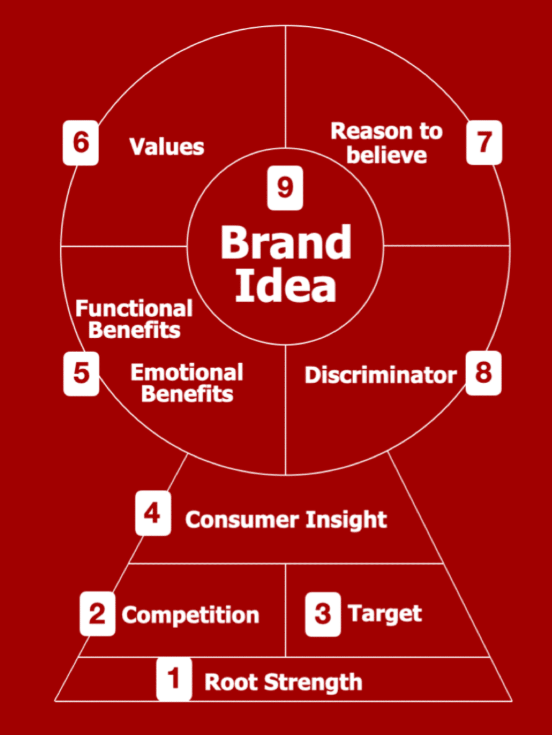 6
Values
Reason to
believe
7
9
Brand
Idea
Functional
Benefits
5
Emotional
Benefits
Discriminator
8
4
Consumer Insight
2
Competition
3
Target
1
Root Strength